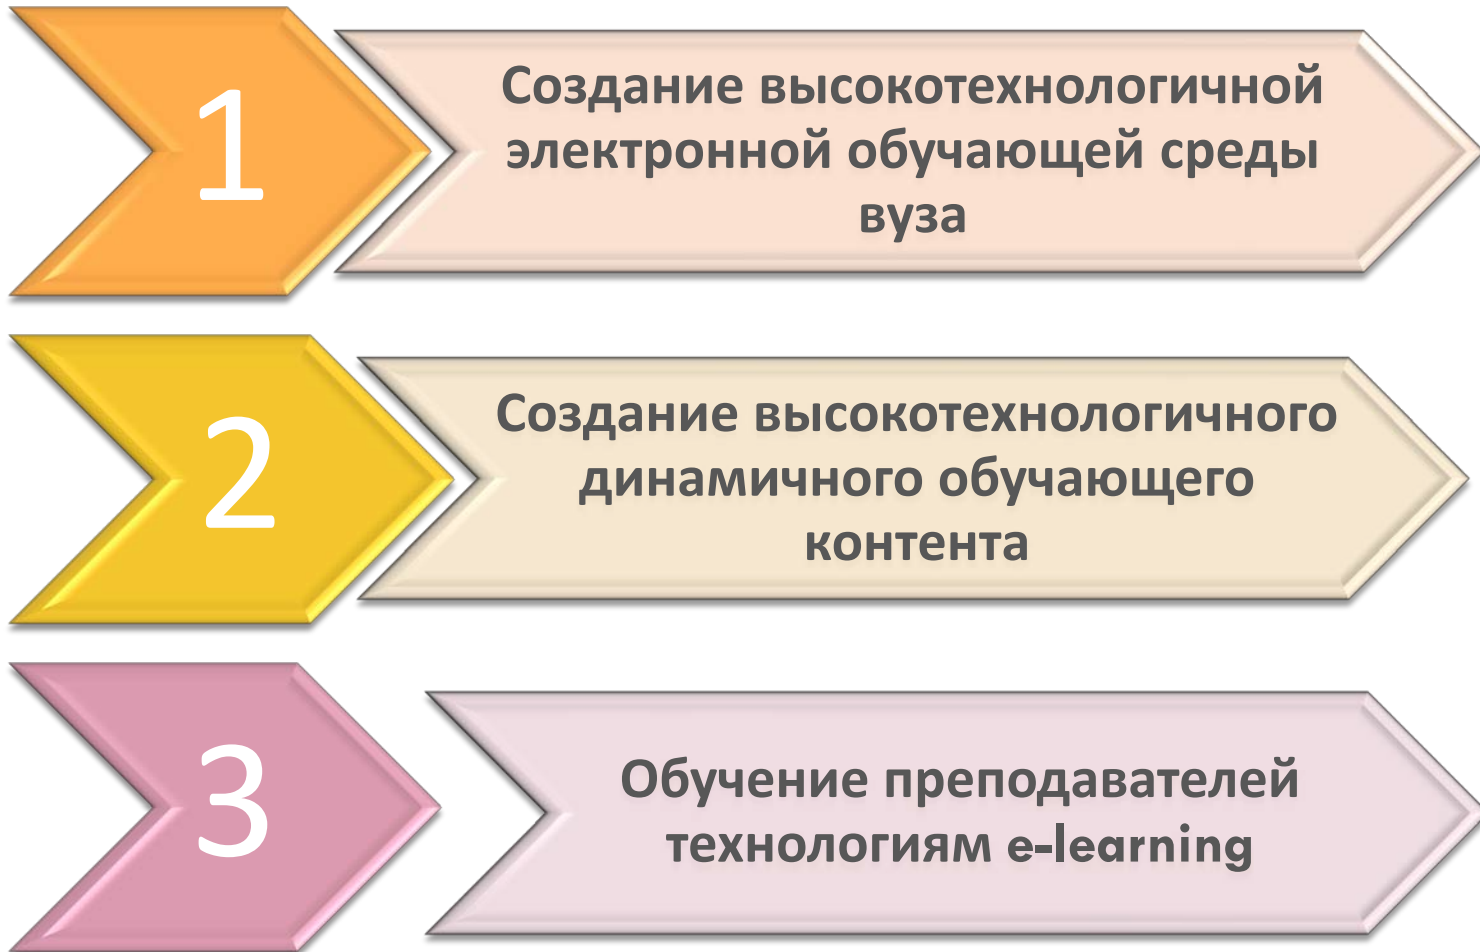 1
Создание высокотехнологичной
электронной обучающей среды
вуза
2
Создание высокотехнологичного
динамичного обучающего
контента
3
Обучение преподавателей
технологиям e-learning